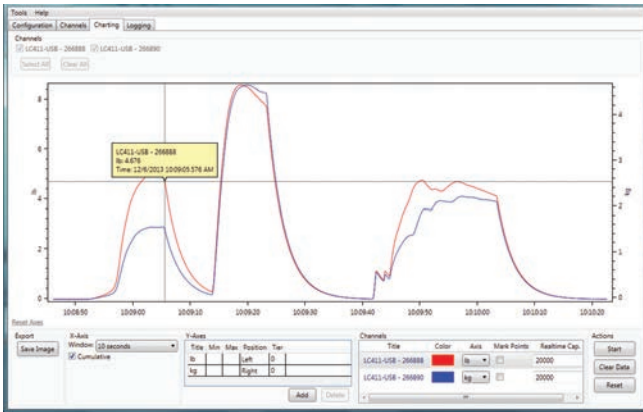 Tools Help
Configuration Channels Charting Logging
Channels
LC411-USB - 266888 LC411-USB - 266890
Select All Clear All
8
6
4
2
0
lb
4
3
2
1
0
kg
LC411-USB - 266888
lb: 4.676
Time: 12/6/2013 10:09:05.576 AM
10:08:50 10:09:00 10:09:10 10:09:20 10:09:30 10:09:40 10:09:50 10:10:00 10:10:10 10:10:20
Reset Axes
Export
Save Image
X-Axis
Window: 10 seconds
Cumulative
Y-Axes
Title Min Max Position Tier
lb Left 0
kg Right 0
Add Delete
Channels
Title Color Axis Mark Points Realtime Cap.
LC411-USB - 266888 lb 20000
LC411-USB - 266890 kg 20000
Actions
Start
Clear Data
Reset